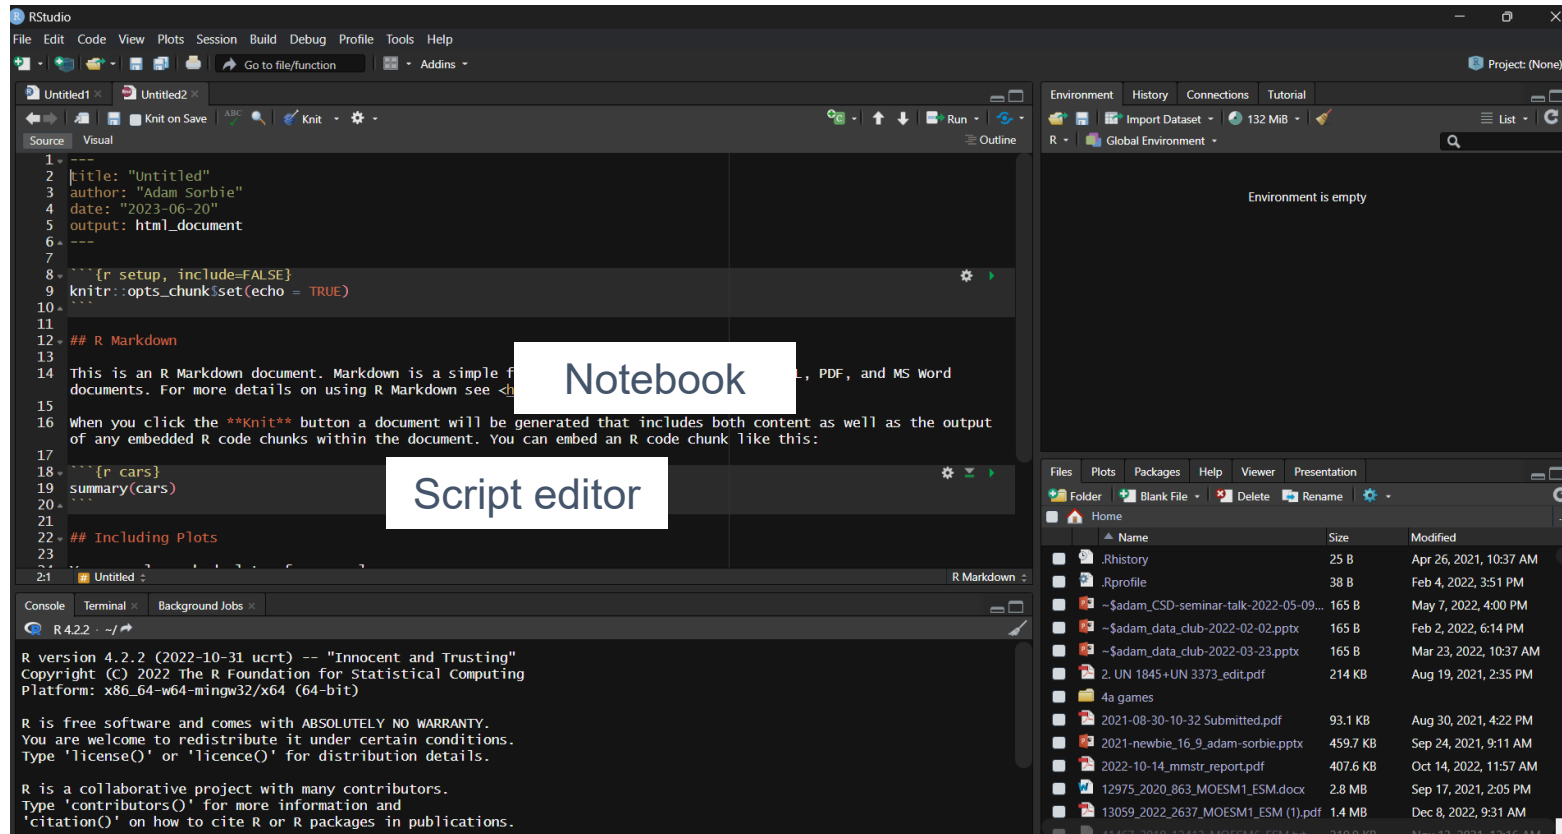 RStudio
File Edit Code View Plots Session Build Debug Profile Tools Help
Go to file/function Addins Project: (None)
Untitled1 Untitled2
Knit on Save ABC Knit Run
Source Visual Outline
1 ---
2 title: "Untitled"
3 author: "Adam Sorbie"
4 date: "2023-06-20"
5 output: html_document
6 ---
7
8 ```{r setup, include=FALSE}
9 knitr::opts_chunk$set(echo = TRUE)
10 ```
11
12 ## R Markdown
13
14 This is an R Markdown document. Markdown is a simple f , PDF, and MS Word
documents. For more details on using R Markdown see <h
15
16 When you click the **Knit** button a document will be generated that includes both content as well as the output
of any embedded R code chunks within the document. You can embed an R code chunk like this:
17
18 ```{r cars}
19 summary(cars)
20 ```
21
22 ## Including Plots
23
Notebook
Script editor
2:1 # Untitled R Markdown
Console Terminal Background Jobs
R 4.2.2 · ~/
R version 4.2.2 (2022-10-31 ucrt) -- "Innocent and Trusting"
Copyright (C) 2022 The R Foundation for Statistical Computing
Platform: x86_64-w64-mingw32/x64 (64-bit)
R is free software and comes with ABSOLUTELY NO WARRANTY.
You are welcome to redistribute it under certain conditions.
Type 'license()' or 'licence()' for distribution details.
R is a collaborative project with many contributors.
Type 'contributors()' for more information and
'citation()' on how to cite R or R packages in publications.
Environment History Connections Tutorial
Import Dataset 132 MiB List
R Global Environment
Environment is empty
Files Plots Packages Help Viewer Presentation
Folder Blank File Delete Rename
Home
Name Size Modified
.Rhistory 25 B Apr 26, 2021, 10:37 AM
.Rprofile 38 B Feb 4, 2022, 3:51 PM
~$adam_CSD-seminar-talk-2022-05-09... 165 B May 7, 2022, 4:00 PM
~$adam_data_club-2022-02-02.pptx 165 B Feb 2, 2022, 6:14 PM
~$adam_data_club-2022-03-23.pptx 165 B Mar 23, 2022, 10:37 AM
2. UN 1845+UN 3373_edit.pdf 214 KB Aug 19, 2021, 2:35 PM
4a games
2021-08-30-10-32 Submitted.pdf 93.1 KB Aug 30, 2021, 4:22 PM
2021-newbie_16_9_adam-sorbie.pptx 459.7 KB Sep 24, 2021, 9:11 AM
2022-10-14_mmstr_report.pdf 407.6 KB Oct 14, 2022, 11:57 AM
12975_2020_863_MOESM1_ESM.docx 2.8 MB Sep 17, 2021, 2:05 PM
13059_2022_2637_MOESM1_ESM (1).pdf 1.4 MB Dec 8, 2022, 9:31 AM